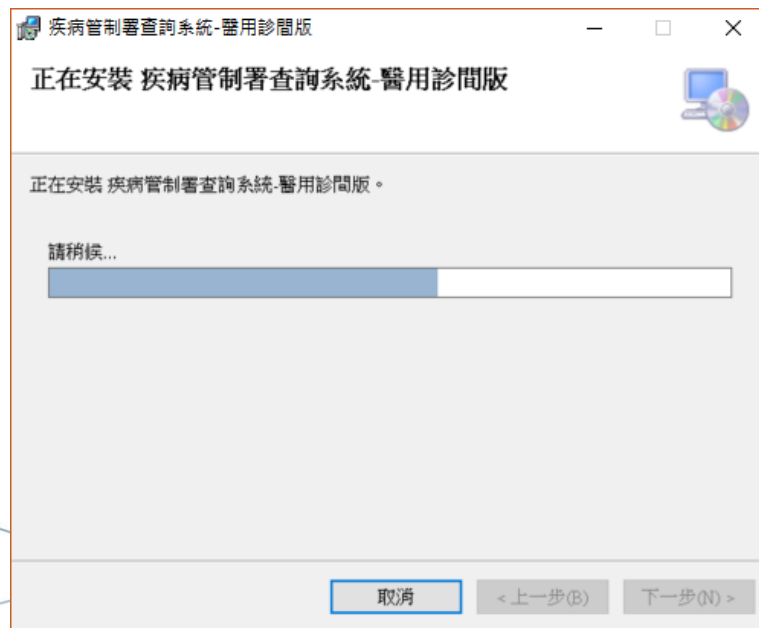 疾病管制署查詢系統-醫用診間版
正在安裝 疾病管制署查詢系統-醫用診間版
正在安裝 疾病管制署查詢系統-醫用診間版。
請稍候...
取消
< 上一步(B)
下一步(N) >